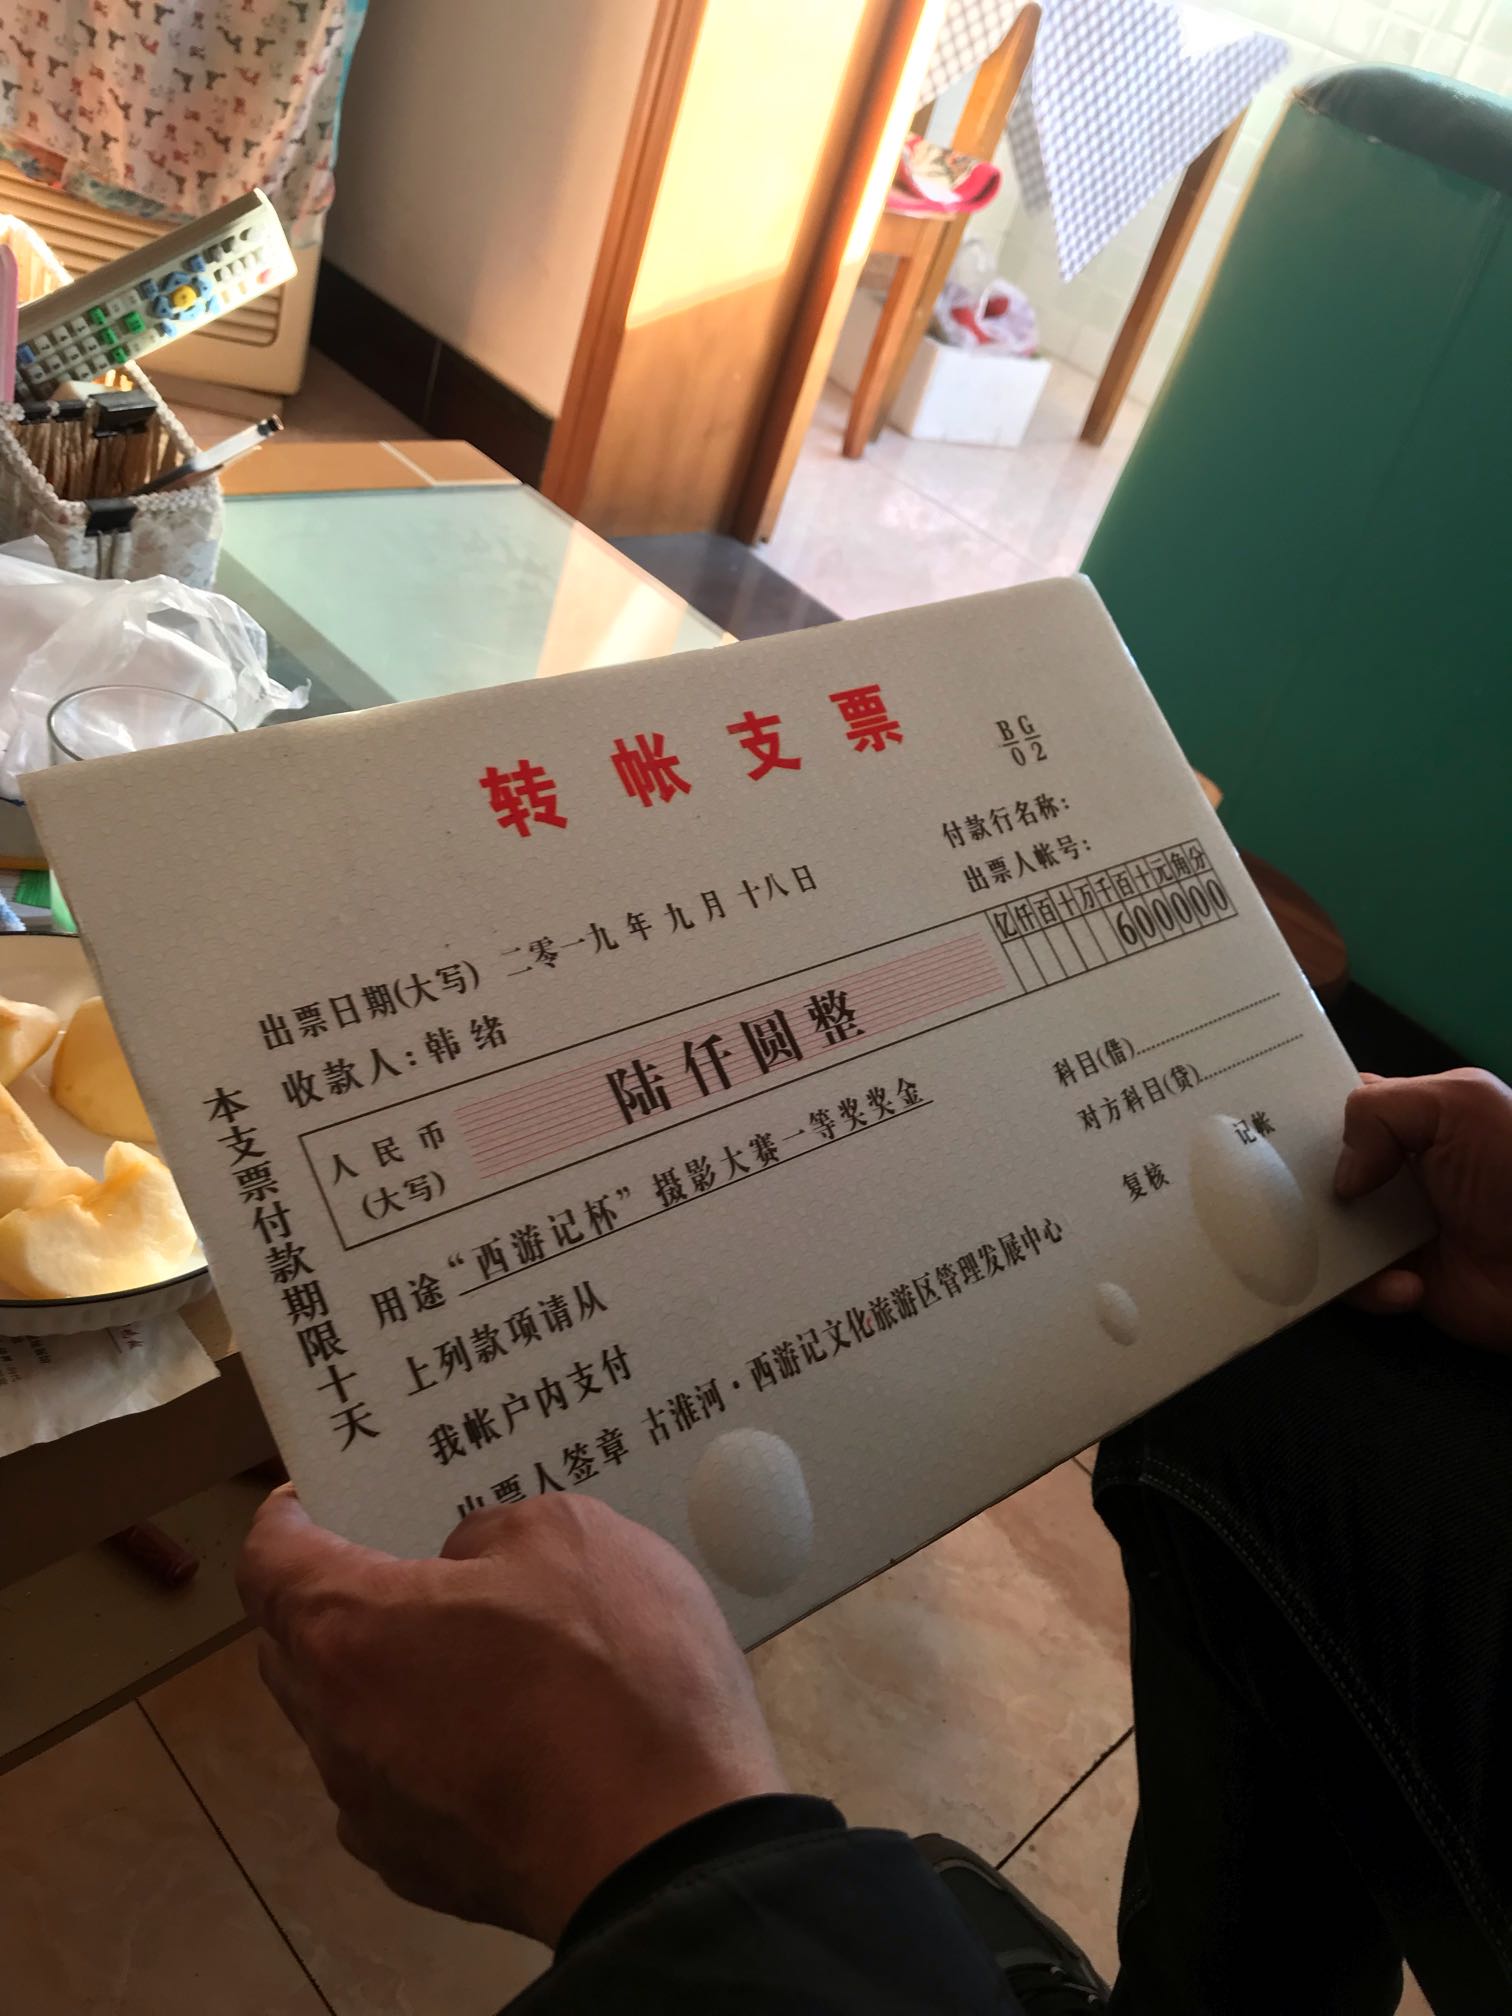 转帐支票
BG
02
付款行名称：
出票人帐号：
出票日期(大写) 二零一九年九月十八日
收款人：韩绪
亿仟百十万千百十元角分
600000
人民币
(大写)
陆仟圆整
用途“西游记杯”摄影大赛一等奖奖金
科目(借)
对方科目(贷)
上列款项请从
我帐户内支付
复核
记帐
出票人签章 古淮河·西游记文化旅游区管理发展中心
本支票付款期限十天